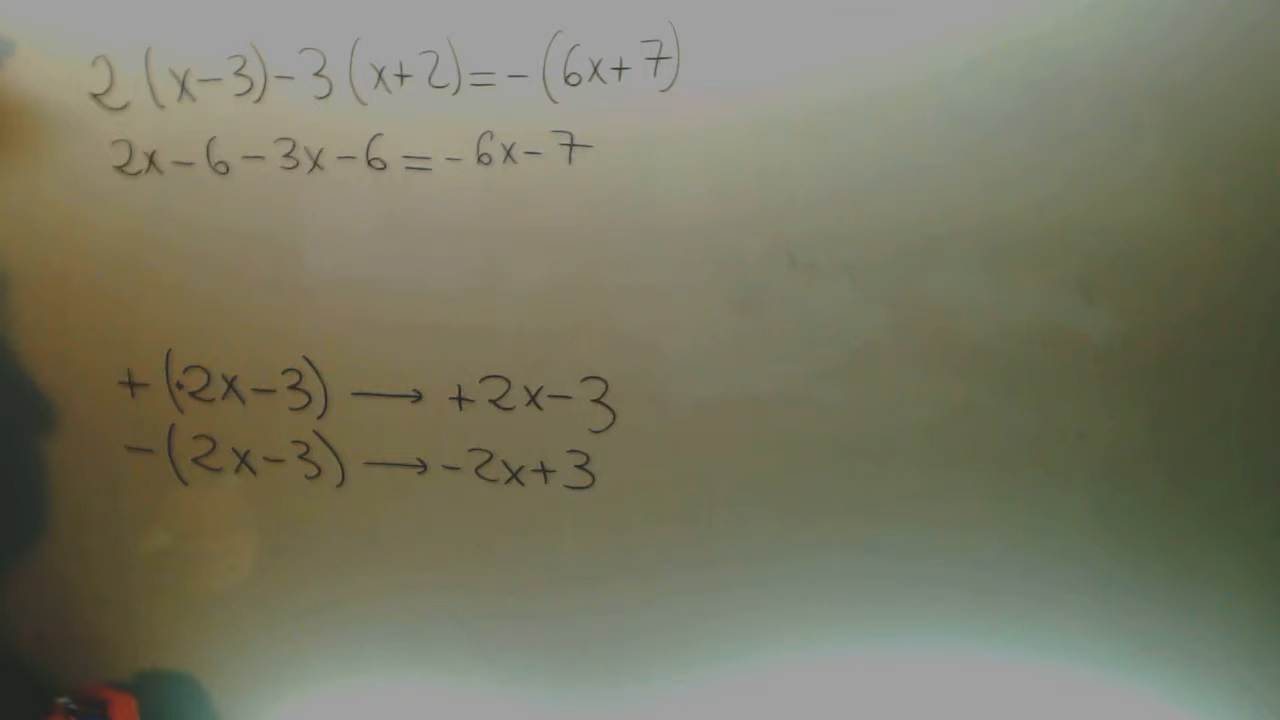 2(x-3)-3(x+2)=-(6x+7)
2x-6-3x-6=-6x-7
+(·2x-3) → +2x-3
-(2x-3) → -2x+3